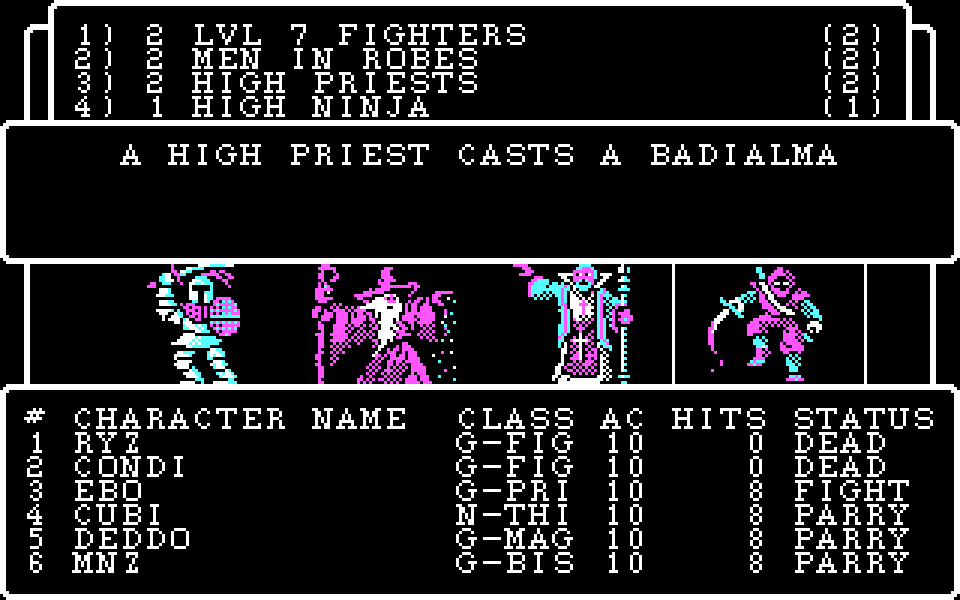 1) 2 LVL 7 FIGHTERS (2)
2) 2 MEN IN ROBES (2)
3) 2 HIGH PRIESTS (2)
4) 1 HIGH NINJA (1)
A HIGH PRIEST CASTS A BADIALMA
# CHARACTER NAME CLASS AC HITS STATUS
1 RYZ G-FIG 10 0 DEAD
2 CONDI G-FIG 10 0 DEAD
3 EBO G-PRI 10 8 FIGHT
4 CUBI N-THI 10 8 PARRY
5 DEDDO G-MAG 10 8 PARRY
6 MNZ G-BIS 10 8 PARRY